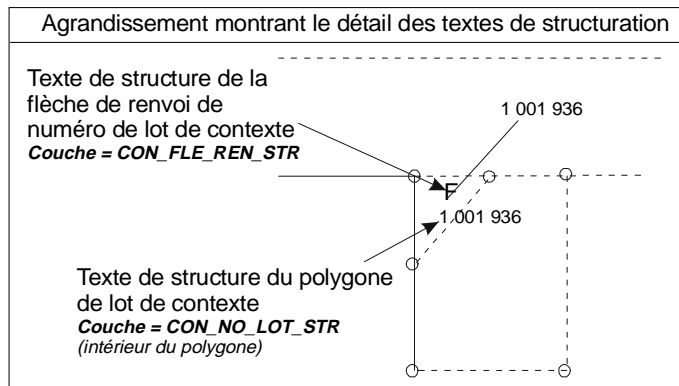 Agrandissement montrant le détail des textes de structuration
Texte de structure de la
flèche de renvoi de
numéro de lot de contexte
Couche = CON_FLE_REN_STR
1 001 936
F
1 001 936
Texte de structure du polygone
de lot de contexte
Couche = CON_NO_LOT_STR
(intérieur du polygone)